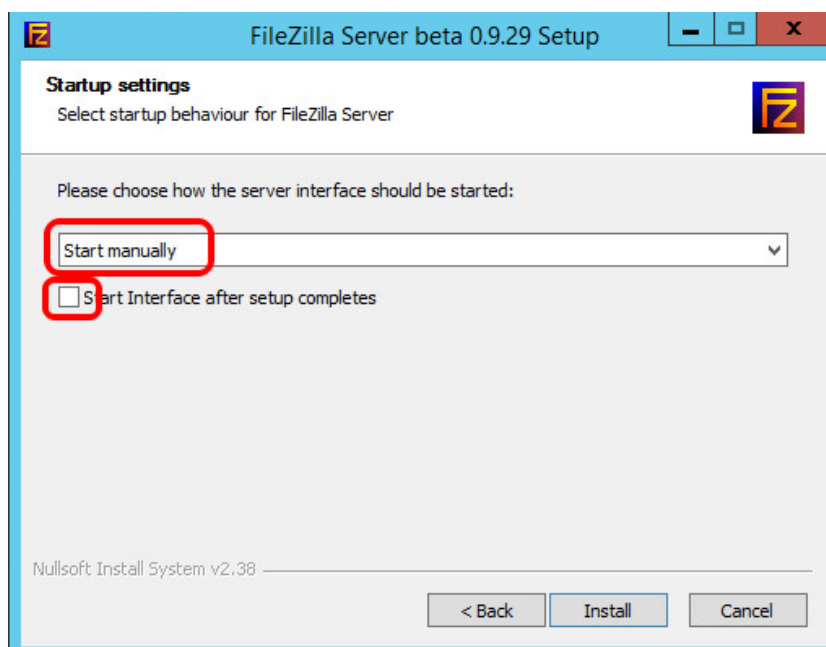 FileZilla Server beta 0.9.29 Setup
Startup settings
Select startup behaviour for FileZilla Server
Please choose how the server interface should be started:
Start manually
Start Interface after setup completes
Nullsoft Install System v2.38
< Back Install Cancel